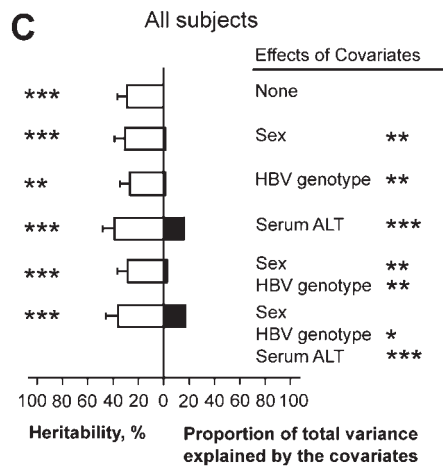 C
All subjects
Effects of Covariates
*** None
*** Sex **
** HBV genotype **
*** Serum ALT ***
*** Sex **
HBV genotype **
*** Sex
HBV genotype *
Serum ALT ***
100 80 60 40 20 0 20 40 60 80 100
Heritability, % Proportion of total variance
explained by the covariates